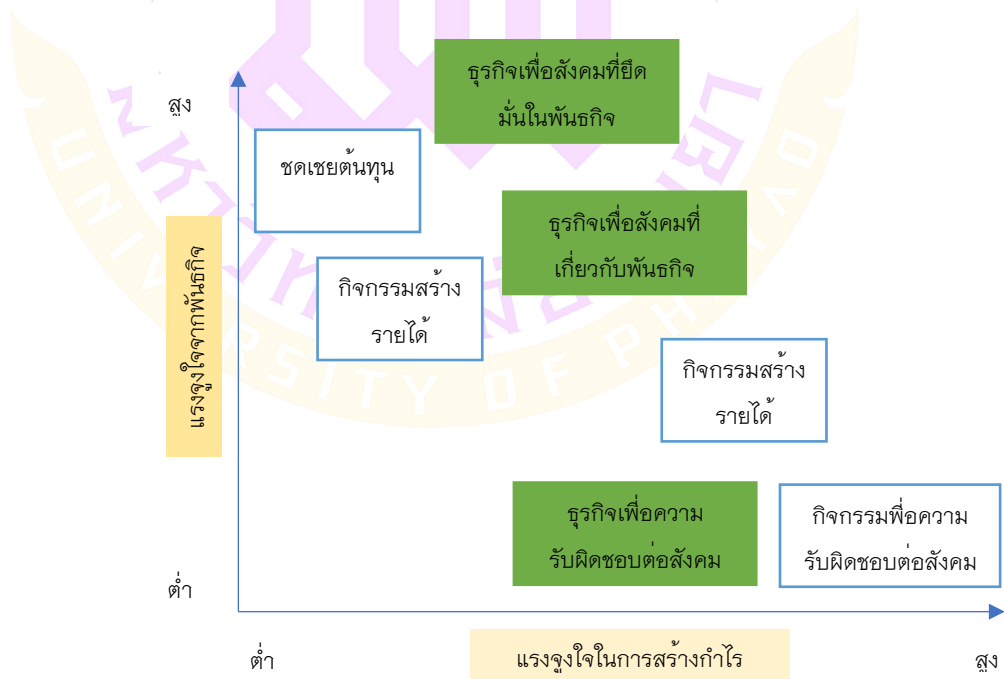 ธุรกิจเพื่อสังคมที่ยึด
มั่นในพันธกิจ
สูง
ชดเชยต้นทุน
ธุรกิจเพื่อสังคมที่
เกี่ยวกับพันธกิจ
แรงจูงใจจากพันธกิจ
กิจกรรมสร้าง
รายได้
กิจกรรมสร้าง
รายได้
ธุรกิจเพื่อความ
รับผิดชอบต่อสังคม
กิจกรรมพื่อความ
รับผิดชอบต่อสังคม
ต่ำ
ต่ำ
แรงจูงใจในการสร้างกำไร
สูง